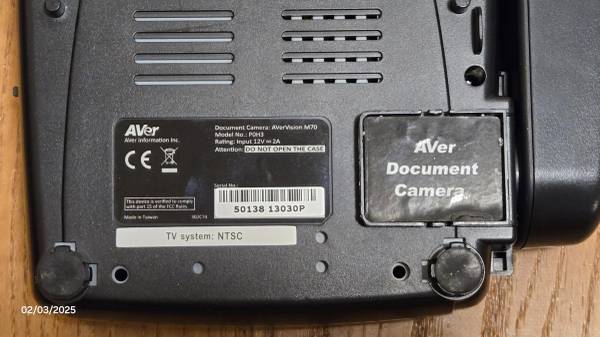 AVer
AVer Information Inc.
Document Camera: AVerVision M70
Model No.: P0H3
Rating: Input 12V ⎓ 2A
Attention: DO NOT OPEN THE CASE
CE
This device is verified to comply
with part 15 of the FCC Rules
Made in Taiwan
Serial No.:
50138 13030P
TV system: NTSC
AVer
Document
Camera
02/03/2025